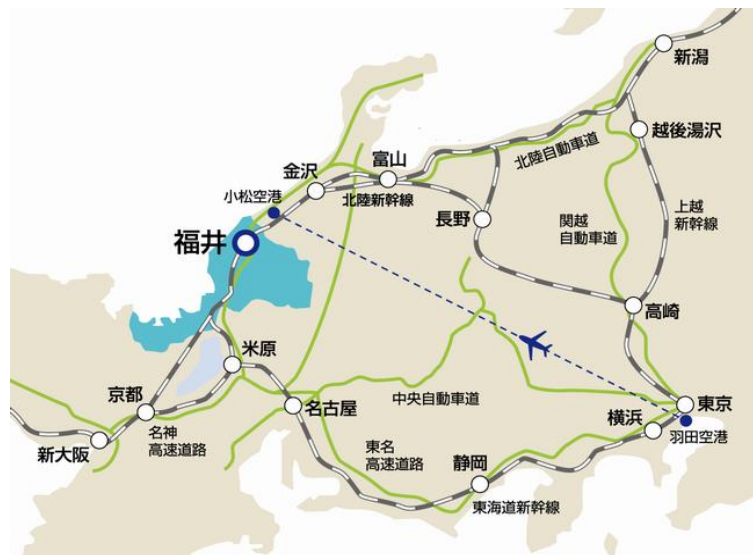 新潟
越後湯沢
北陸自動車道
富山
金沢
小松空港
北陸新幹線
上越
新幹線
関越
自動車道
長野
福井
高崎
米原
京都
名古屋
中央自動車道
東京
横浜
羽田空港
名神
高速道路
新大阪
東名
高速道路
静岡
東海道新幹線